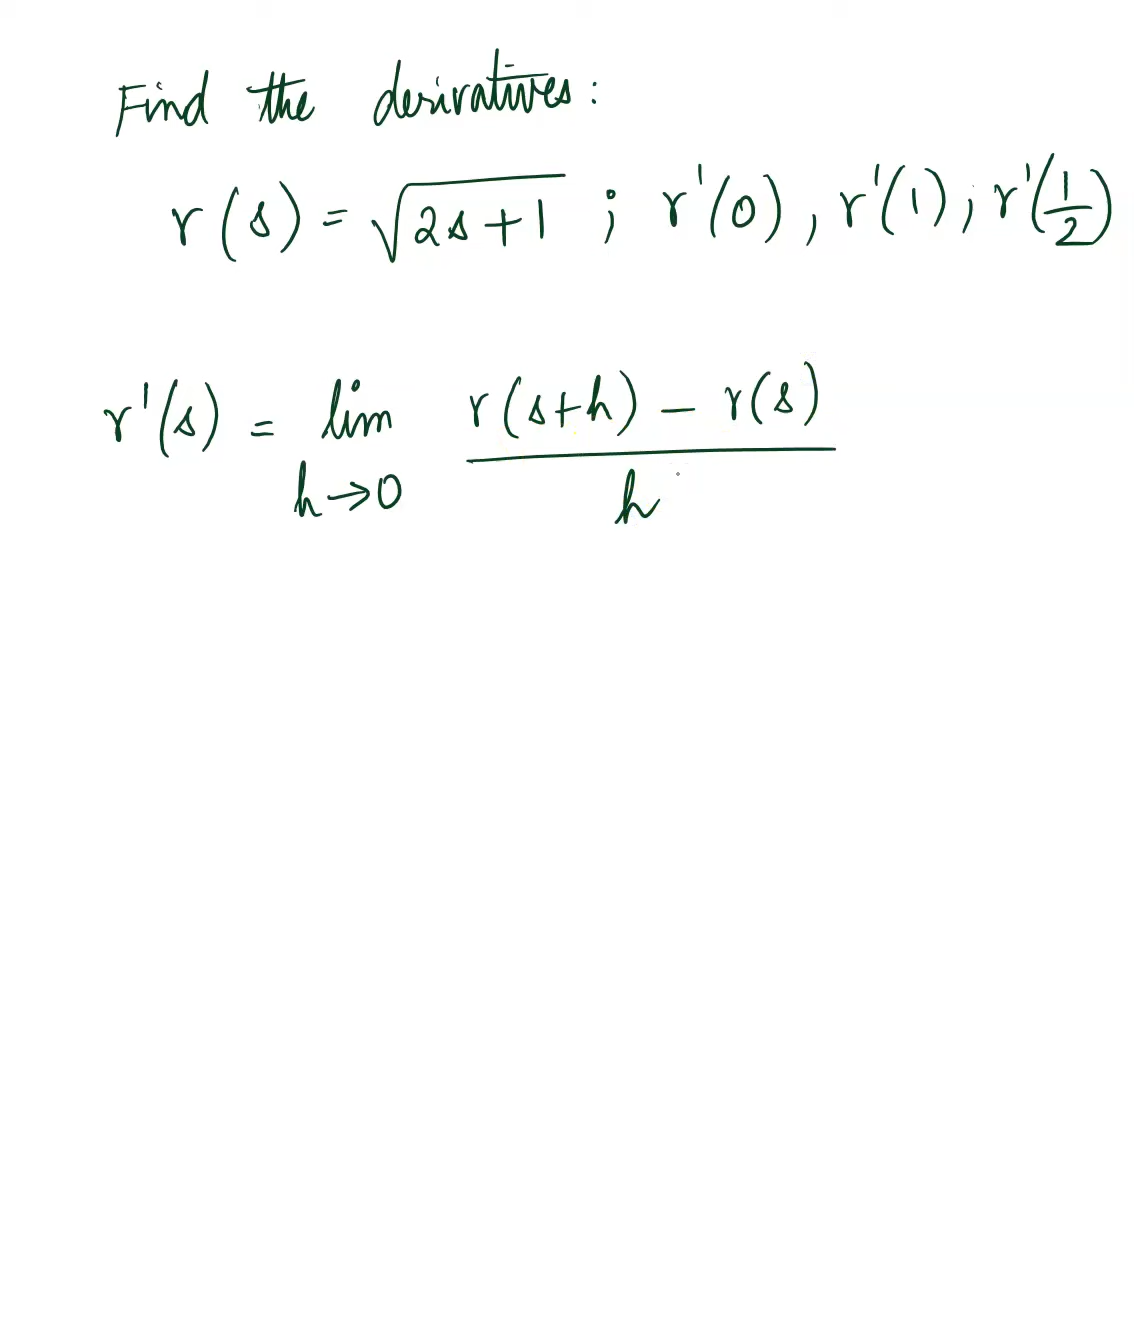 Find the derivatives:
r(s) = √(2s+1) ; r'(0), r'(1); r'(1/2)
r'(s) = lim h→0 (r(s+h) − r(s))/h